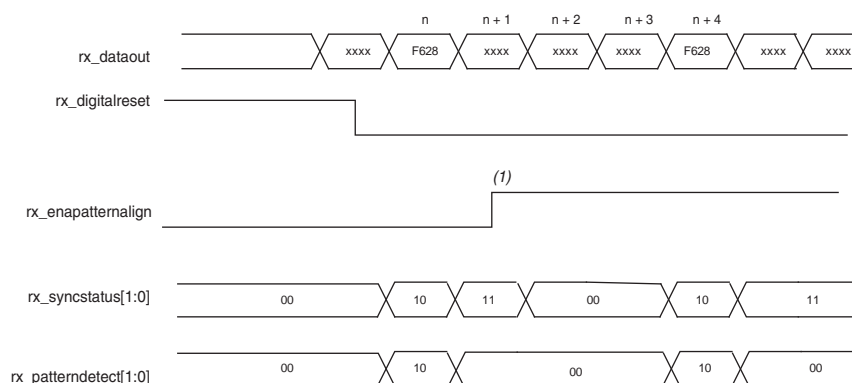 n n + 1 n + 2 n + 3 n + 4
rx_dataout xxxx F628 xxxx xxxx xxxx F628 xxxx xxxx
rx_digitalreset
(1)
rx_enapatternalign
rx_syncstatus[1:0] 00 10 11 00 10 11
rx_patterndetect[1:0] 00 10 00 10 00